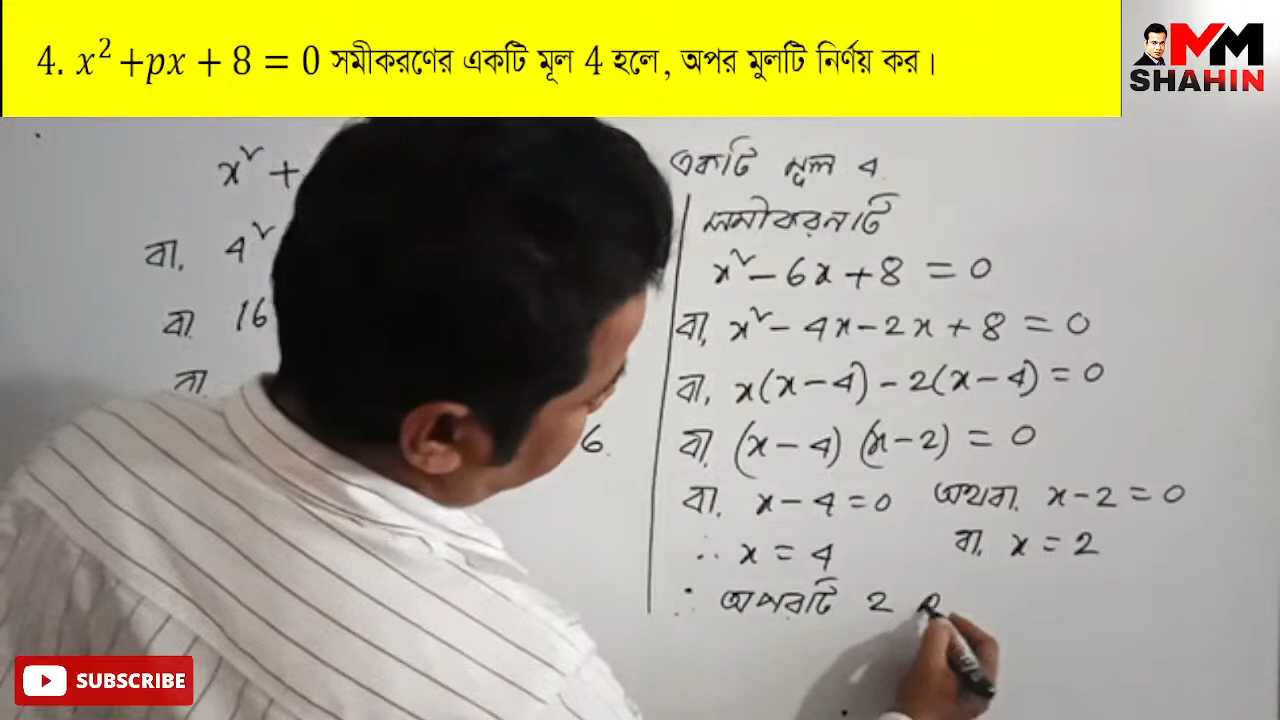 4. x² +px + 8 = 0 সমীকরণের একটি মূল 4 হলে, অপর মুলটি নির্ণয় কর।
MM
SHAHIN
x² +
বা, 4²
বা 16
বা,
6.
একটি মূল 4.
সমীকরনটি
x² - 6x + 8 = 0
বা, x² - 4x - 2x + 8 = 0
বা, x(x - 4) - 2(x - 4) = 0
বা, (x - 4) (x - 2) = 0
বা, x - 4 = 0 অথবা, x - 2 = 0
∴ x = 4 বা, x = 2
∴ অপরটি 2
SUBSCRIBE